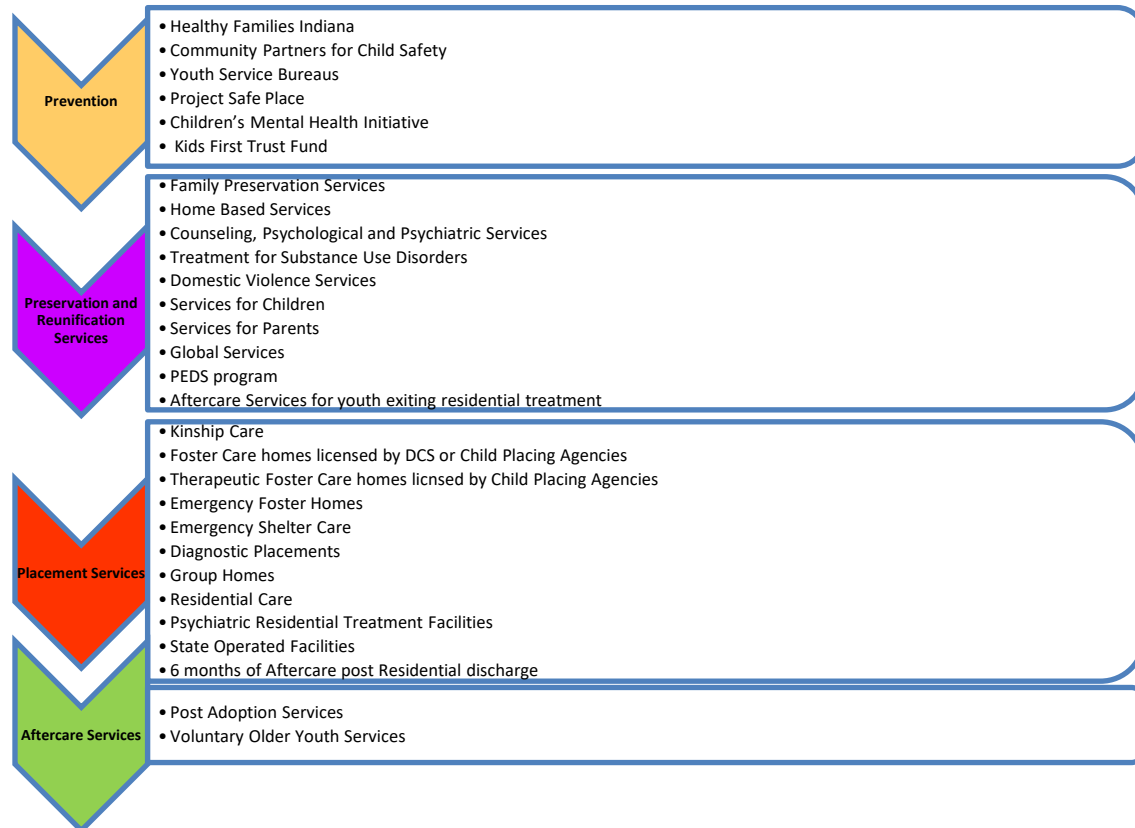 Prevention
• Healthy Families Indiana
• Community Partners for Child Safety
• Youth Service Bureaus
• Project Safe Place
• Children's Mental Health Initiative
• Kids First Trust Fund
Preservation and
Reunification
Services
• Family Preservation Services
• Home Based Services
• Counseling, Psychological and Psychiatric Services
• Treatment for Substance Use Disorders
• Domestic Violence Services
• Services for Children
• Services for Parents
• Global Services
• PEDS program
• Aftercare Services for youth exiting residential treatment
Placement Services
• Kinship Care
• Foster Care homes licensed by DCS or Child Placing Agencies
• Therapeutic Foster Care homes licnsed by Child Placing Agencies
• Emergency Foster Homes
• Emergency Shelter Care
• Diagnostic Placements
• Group Homes
• Residential Care
• Psychiatric Residential Treatment Facilities
• State Operated Facilities
• 6 months of Aftercare post Residential discharge
Aftercare Services
• Post Adoption Services
• Voluntary Older Youth Services